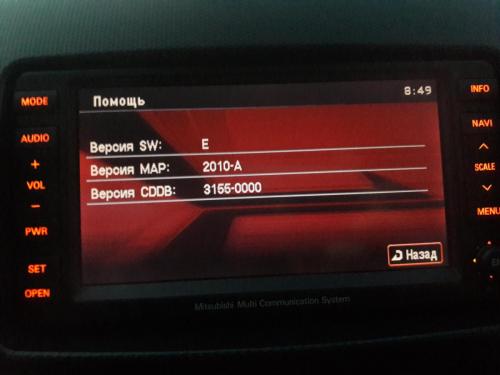 MODE
AUDIO
+
VOL
−
PWR
SET
OPEN
Помощь
8:49
Версия SW: E
Версия MAP: 2010-A
Версия CDDB: 3155-0000
Назад
INFO
NAVI
SCALE
MENU
Mitsubishi Multi Communication System